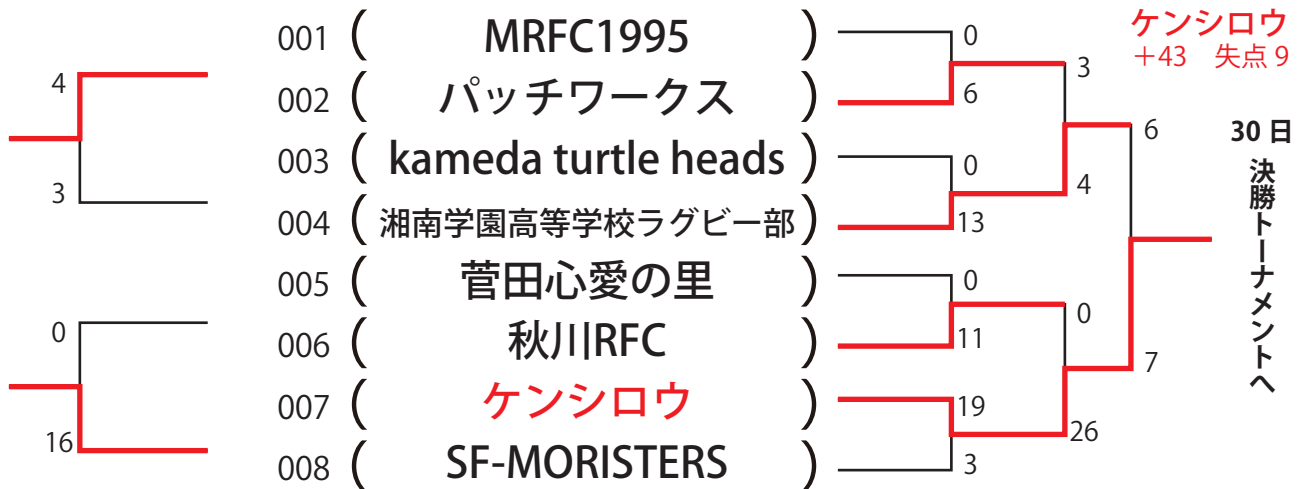 001 ( MRFC1995 )
002 ( パッチワークス )
003 ( kameda turtle heads )
004 ( 湘南学園高等学校ラグビー部 )
005 ( 菅田心愛の里 )
006 ( 秋川RFC )
007 ( ケンシロウ )
008 ( SF-MORISTERS )
4
3
0
16
0
6
0
13
0
11
19
3
3
4
0
26
6
7
ケンシロウ
+43 失点 9
30 日
決勝トーナメントへ